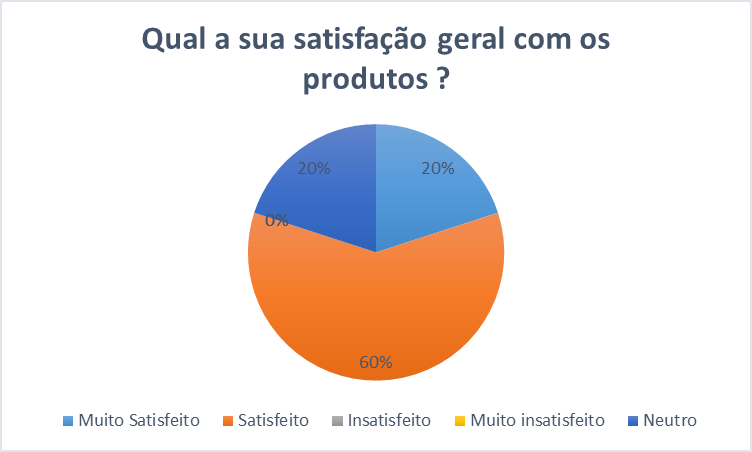 Qual a sua satisfação geral com os
produtos ?
20%
20%
0%
60%
Muito Satisfeito
Satisfeito
Insatisfeito
Muito insatisfeito
Neutro